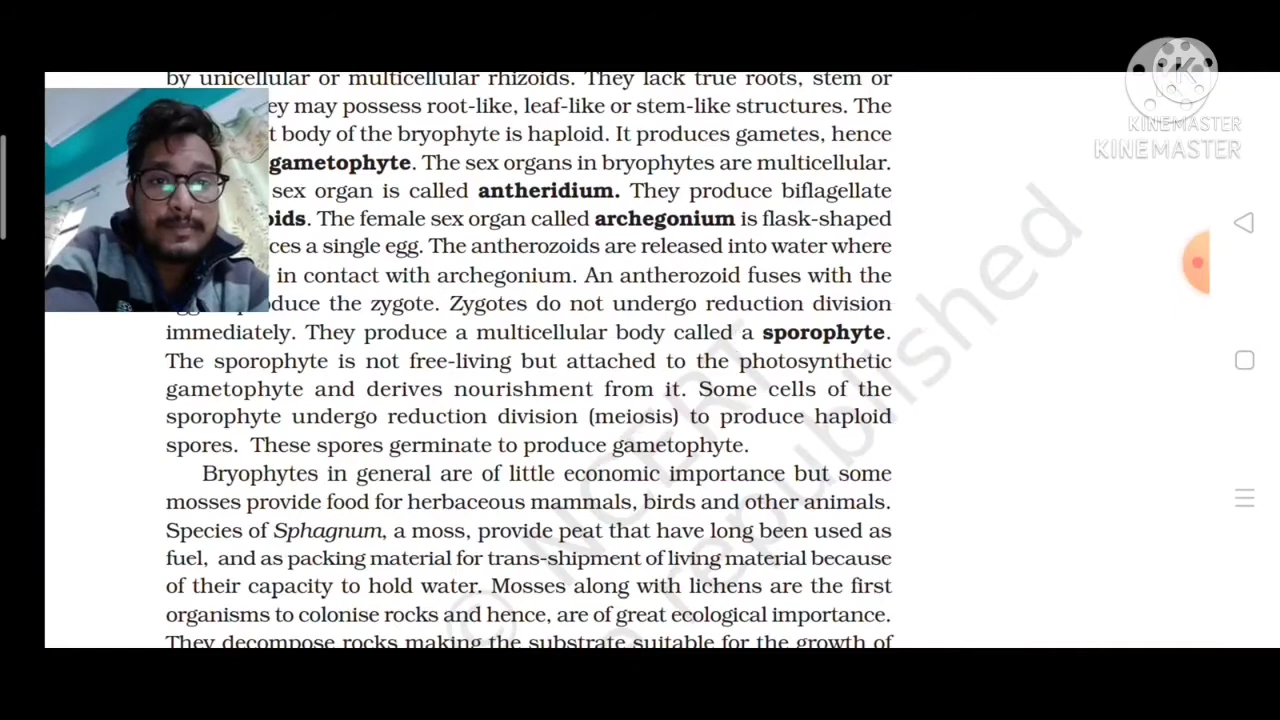 by unicellular or multicellular rhizoids. They lack true roots, stem or
ey may possess root-like, leaf-like or stem-like structures. The
t body of the bryophyte is haploid. It produces gametes, hence
gametophyte. The sex organs in bryophytes are multicellular.
sex organ is called antheridium. They produce biflagellate
oids. The female sex organ called archegonium is flask-shaped
ces a single egg. The antherozoids are released into water where
in contact with archegonium. An antherozoid fuses with the
oduce the zygote. Zygotes do not undergo reduction division
immediately. They produce a multicellular body called a sporophyte.
The sporophyte is not free-living but attached to the photosynthetic
gametophyte and derives nourishment from it. Some cells of the
sporophyte undergo reduction division (meiosis) to produce haploid
spores. These spores germinate to produce gametophyte.
Bryophytes in general are of little economic importance but some
mosses provide food for herbaceous mammals, birds and other animals.
Species of Sphagnum, a moss, provide peat that have long been used as
fuel, and as packing material for trans-shipment of living material because
of their capacity to hold water. Mosses along with lichens are the first
organisms to colonise rocks and hence, are of great ecological importance.
They decompose rocks making the substrate suitable for the growth of
© NCERT
republished
K
KINEMASTER
KINEMASTER